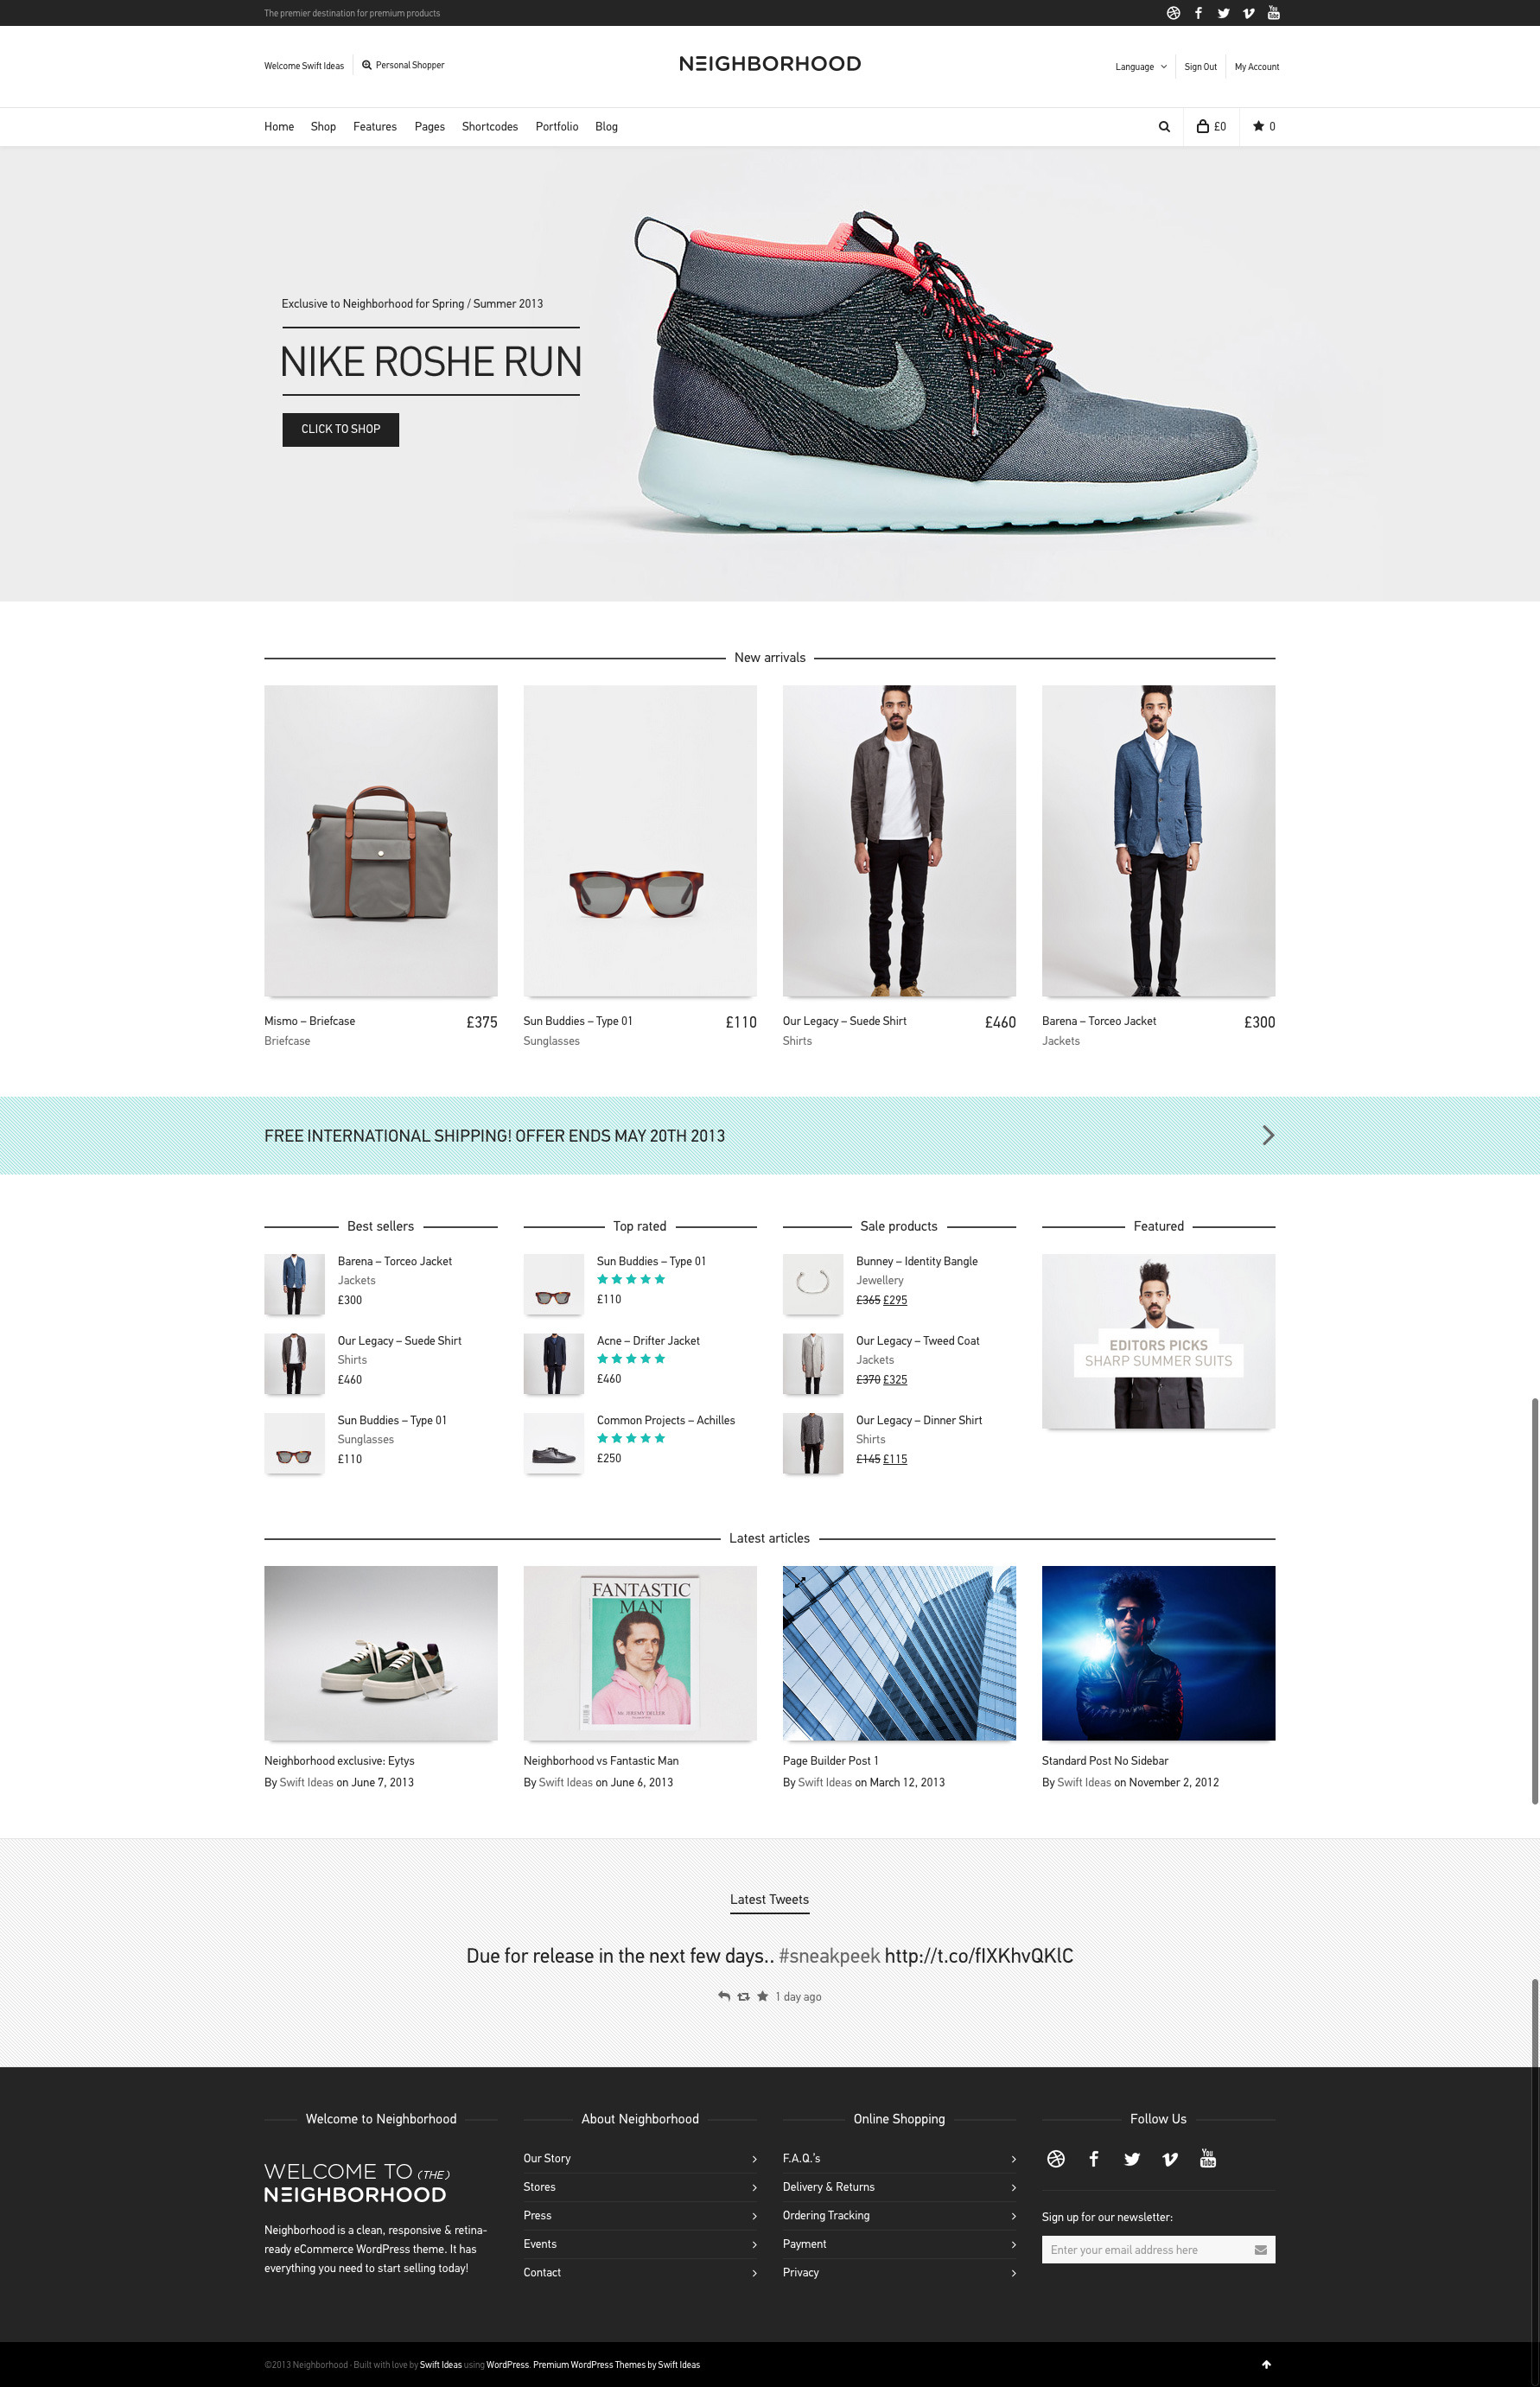 The premier destination for premium products
Welcome Swift Ideas
Personal Shopper
NEIGHBORHOOD
Language
Sign Out
My Account
Home
Shop
Features
Pages
Shortcodes
Portfolio
Blog
£0
0
Exclusive to Neighborhood for Spring / Summer 2013
NIKE ROSHE RUN
CLICK TO SHOP
New arrivals
Mismo – Briefcase
£375
Briefcase
Sun Buddies – Type 01
£110
Sunglasses
Our Legacy – Suede Shirt
£460
Shirts
Barena – Torceo Jacket
£300
Jackets
FREE INTERNATIONAL SHIPPING! OFFER ENDS MAY 20TH 2013
Best sellers
Barena – Torceo Jacket
Jackets
£300
Our Legacy – Suede Shirt
Shirts
£460
Sun Buddies – Type 01
Sunglasses
£110
Top rated
Sun Buddies – Type 01
£110
Acne – Drifter Jacket
£460
Common Projects – Achilles
£250
Sale products
Bunney – Identity Bangle
Jewellery
£365 £295
Our Legacy – Tweed Coat
Jackets
£370 £325
Our Legacy – Dinner Shirt
Shirts
£145 £115
Featured
EDITORS PICKS
SHARP SUMMER SUITS
Latest articles
FANTASTIC
MAN
Mr. JEREMY DELLER
Neighborhood exclusive: Eytys
By Swift Ideas on June 7, 2013
Neighborhood vs Fantastic Man
By Swift Ideas on June 6, 2013
Page Builder Post 1
By Swift Ideas on March 12, 2013
Standard Post No Sidebar
By Swift Ideas on November 2, 2012
Latest Tweets
Due for release in the next few days.. #sneakpeek http://t.co/fIXKhvQKlC
1 day ago
Welcome to Neighborhood
WELCOME TO (THE)
NEIGHBORHOOD
Neighborhood is a clean, responsive & retina-
ready eCommerce WordPress theme. It has
everything you need to start selling today!
About Neighborhood
Our Story
Stores
Press
Events
Contact
Online Shopping
F.A.Q.'s
Delivery & Returns
Ordering Tracking
Payment
Privacy
Follow Us
You
Tube
Sign up for our newsletter:
Enter your email address here
©2013 Neighborhood · Built with love by Swift Ideas using WordPress. Premium WordPress Themes by Swift Ideas